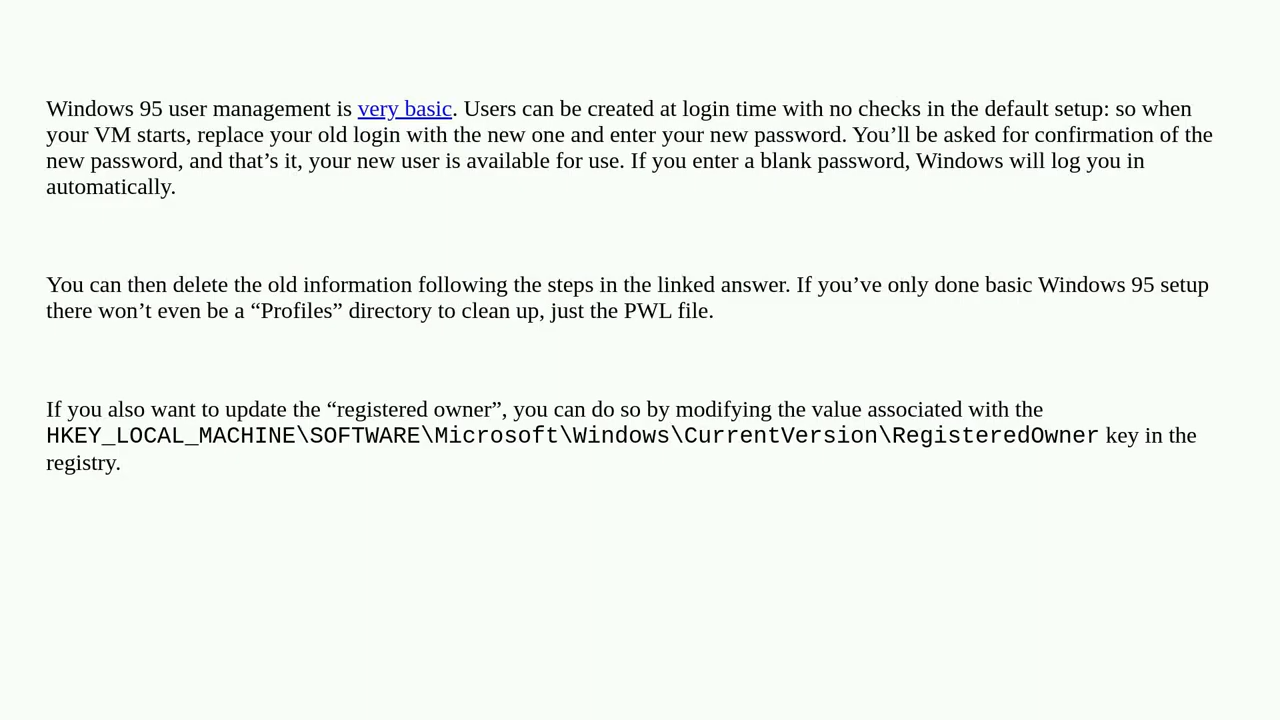 Windows 95 user management is very basic. Users can be created at login time with no checks in the default setup: so when
your VM starts, replace your old login with the new one and enter your new password. You’ll be asked for confirmation of the
new password, and that’s it, your new user is available for use. If you enter a blank password, Windows will log you in
automatically.
You can then delete the old information following the steps in the linked answer. If you’ve only done basic Windows 95 setup
there won’t even be a “Profiles” directory to clean up, just the PWL file.
If you also want to update the “registered owner”, you can do so by modifying the value associated with the
HKEY_LOCAL_MACHINE\SOFTWARE\Microsoft\Windows\CurrentVersion\RegisteredOwner key in the
registry.